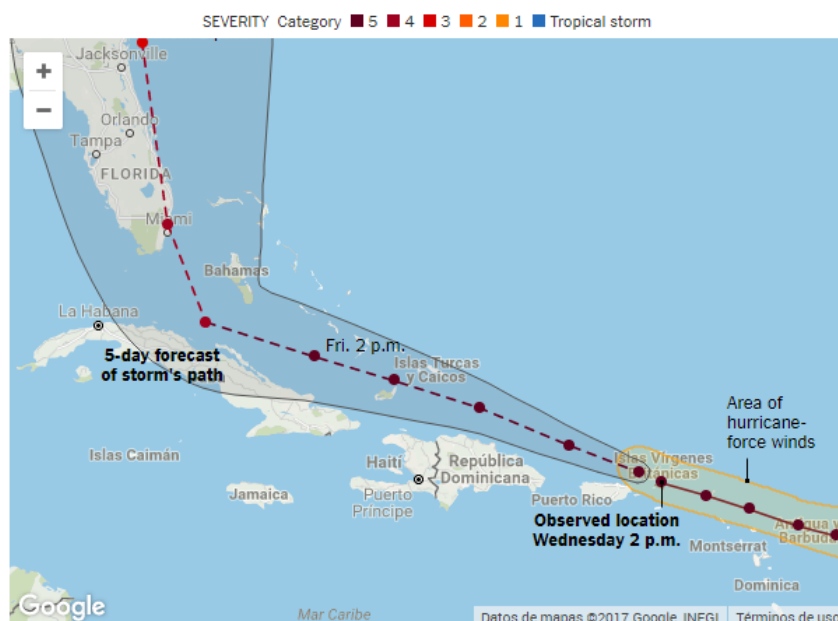 SEVERITY Category 5 4 3 2 1 Tropical storm
Jacksonville
+
−
Orlando
Tampa
FLORIDA
Miami
Bahamas
La Habana
Fri. 2 p.m.
5-day forecast
of storm's path
Islas Turcas
y Caicos
Area of
hurricane-
force winds
Islas Caimán
Haití
República
Dominicana
Islas Vírgenes
Británicas
Jamaica
Puerto
Príncipe
Puerto Rico
Observed location
Wednesday 2 p.m.
Antigua y
Barbuda
Montserrat
Dominica
Google
Mar Caribe
Datos de mapas ©2017 Google, INEGI
Términos de uso